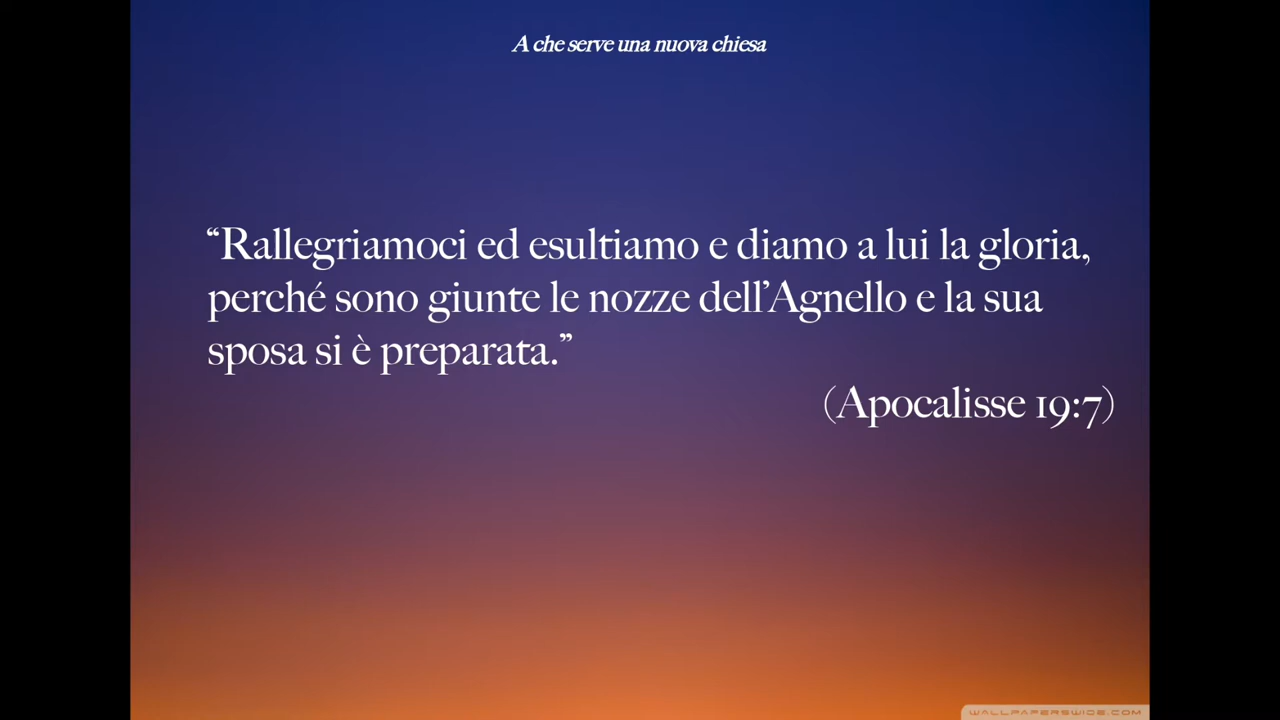 A che serve una nuova chiesa
“Rallegriamoci ed esultiamo e diamo a lui la gloria,
perché sono giunte le nozze dell’Agnello e la sua
sposa si è preparata.”
(Apocalisse 19:7)
WALLPAPERSWIDE.COM